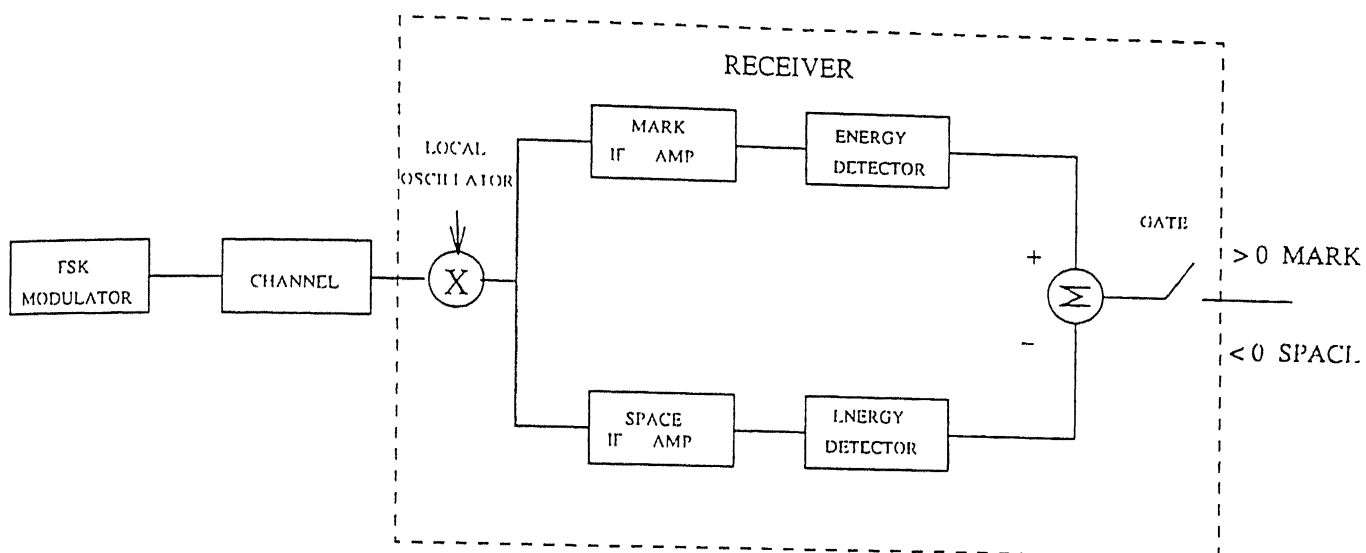 RECEIVER
MARK
IF AMP
ENERGY
DETECTOR
LOCAL
OSCILLATOR
GATE
FSK
MODULATOR
CHANNEL
X
+
Σ
-
> 0 MARK
< 0 SPACE
SPACE
IF AMP
ENERGY
DETECTOR